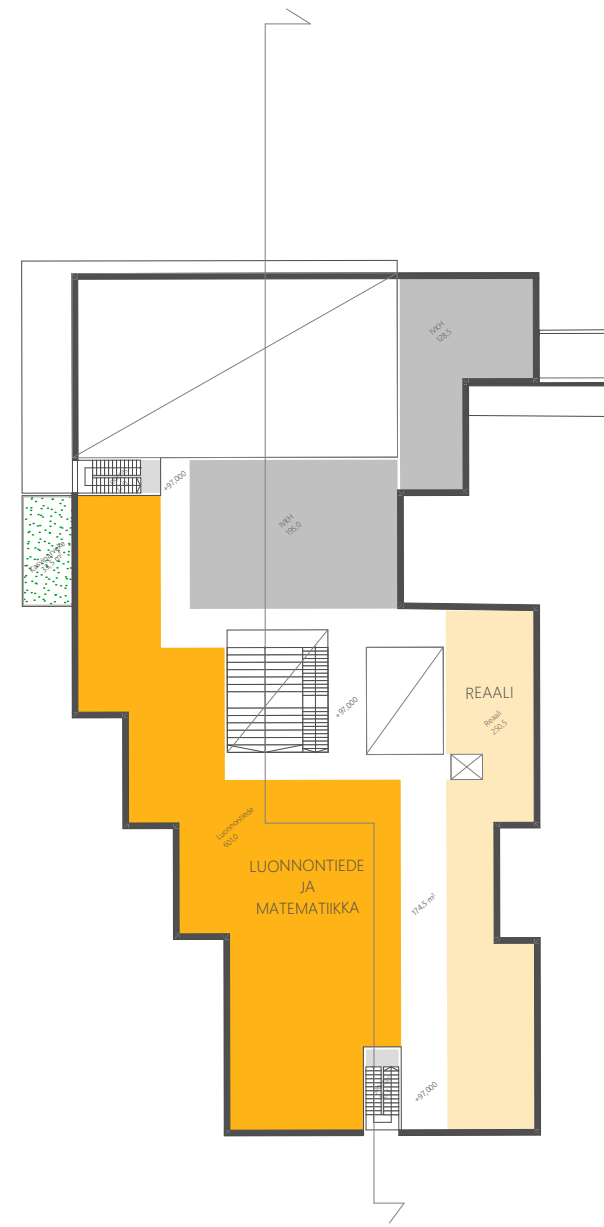 IVKH
128,5
+97,000
IVKH
195,0
REAALI
Reaali
250,5
+97,000
Luonnontiede
601,0
LUONNONTIEDE
JA
MATEMATIIKKA
174,5 m²
+97,000